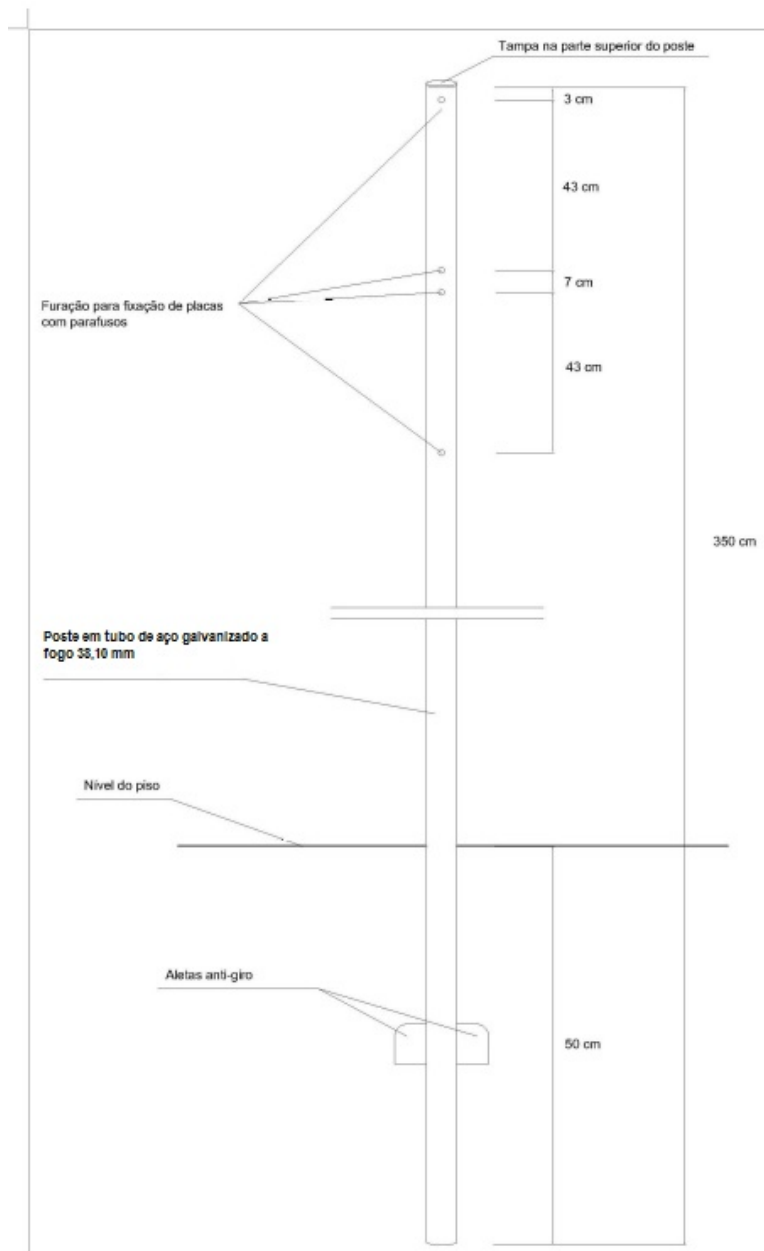 Tampa na parte superior do poste
3 cm
43 cm
7 cm
Furação para fixação de placas
com parafusos
43 cm
350 cm
Poste em tubo de aço galvanizado a
fogo 38,10 mm
Nível do piso
Aletas anti-giro
50 cm